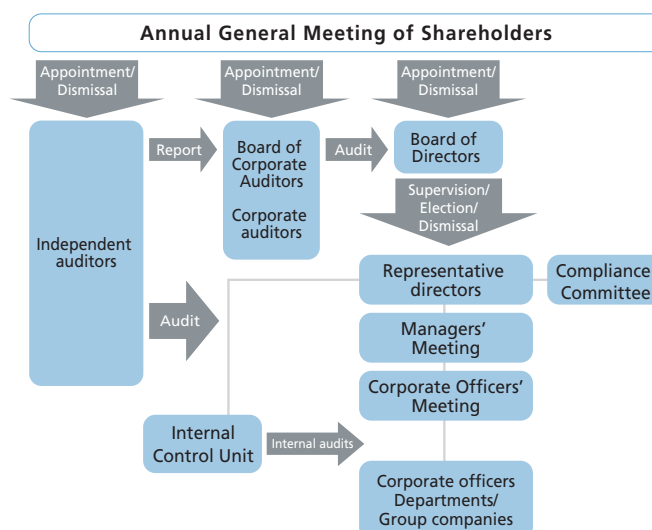 Annual General Meeting of Shareholders
Appointment/
Dismissal
Appointment/
Dismissal
Appointment/
Dismissal
Independent
auditors
Report
Board of
Corporate
Auditors
Corporate
auditors
Audit
Board of
Directors
Supervision/
Election/
Dismissal
Representative
directors
Compliance
Committee
Audit
Managers’
Meeting
Corporate Officers’
Meeting
Internal
Control Unit
Internal audits
Corporate officers
Departments/
Group companies